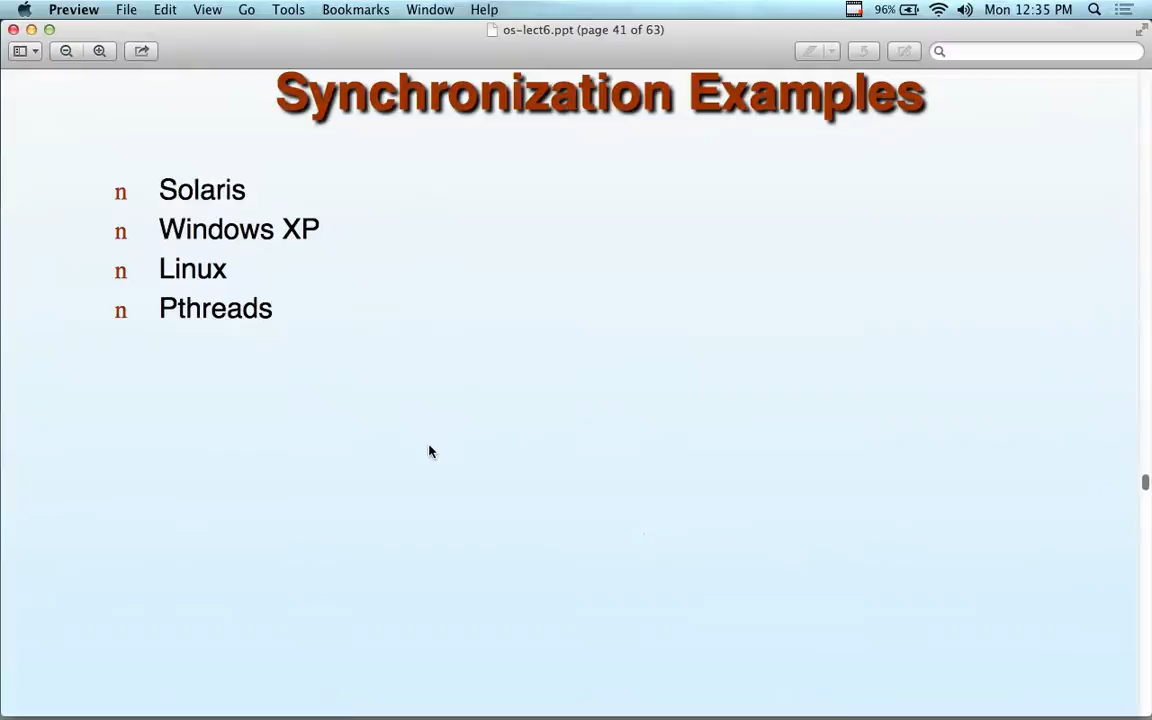 Preview File Edit View Go Tools Bookmarks Window Help 96% Mon 12:35 PM
os-lect6.ppt (page 41 of 63)
Synchronization Examples
n Solaris
n Windows XP
n Linux
n Pthreads